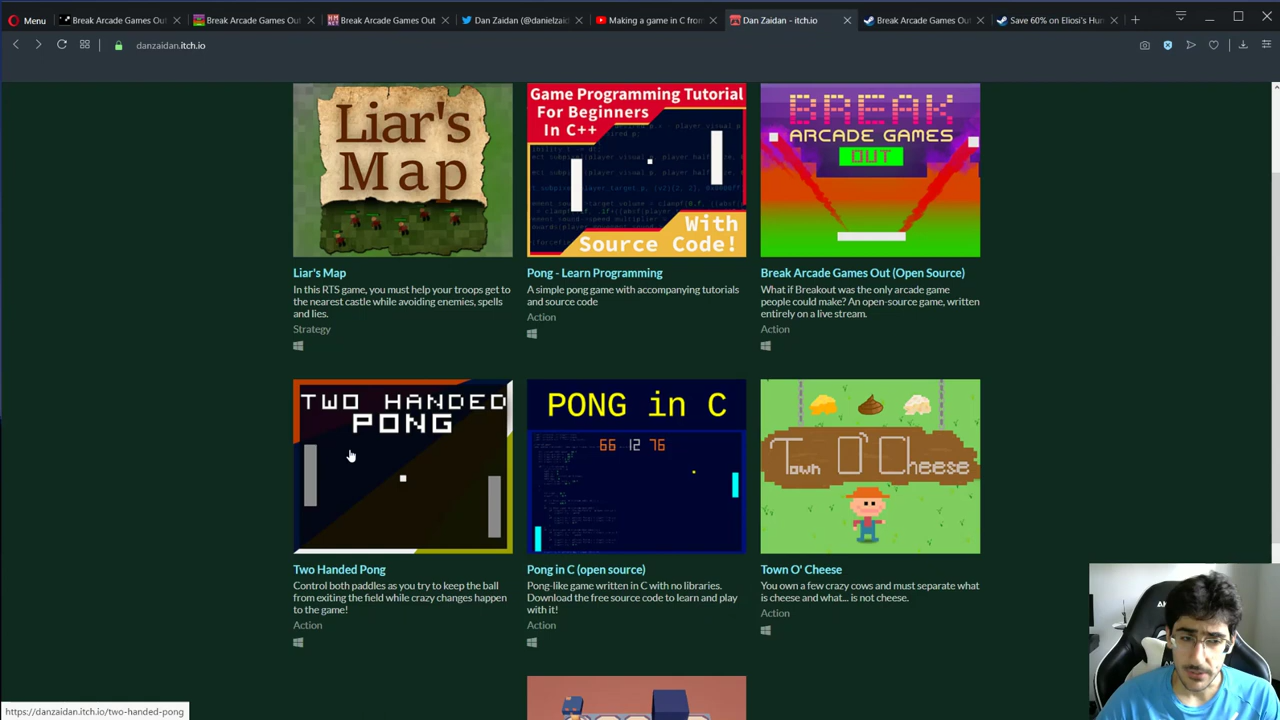 Menu
Break Arcade Games Out
Break Arcade Games Out
Break Arcade Games Out
Dan Zaidan (@danielzaid
Making a game in C from
Dan Zaidan - itch.io
Break Arcade Games Out
Save 60% on Eliosi's Hun
danzaidan.itch.io
Liar's
Map
Game Programming Tutorial
For Beginners
In C++
With
Source Code!
BREAK
ARCADE GAMES
OUT
Liar's Map
In this RTS game, you must help your troops get to
the nearest castle while avoiding enemies, spells
and lies.
Strategy
Pong - Learn Programming
A simple pong game with accompanying tutorials
and source code
Action
Break Arcade Games Out (Open Source)
What if Breakout was the only arcade game
people could make? An open-source game, written
entirely on a live stream.
Action
TWO HANDED
PONG
PONG in C
66 12 76
Town O' Cheese
Two Handed Pong
Control both paddles as you try to keep the ball
from exiting the field while crazy changes happen
to the game!
Action
Pong in C (open source)
Pong-like game written in C with no libraries.
Download the free source code to learn and play
with it!
Action
Town O' Cheese
You own a few crazy cows and must separate what
is cheese and what... is not cheese.
Action
https://danzaidan.itch.io/two-handed-pong